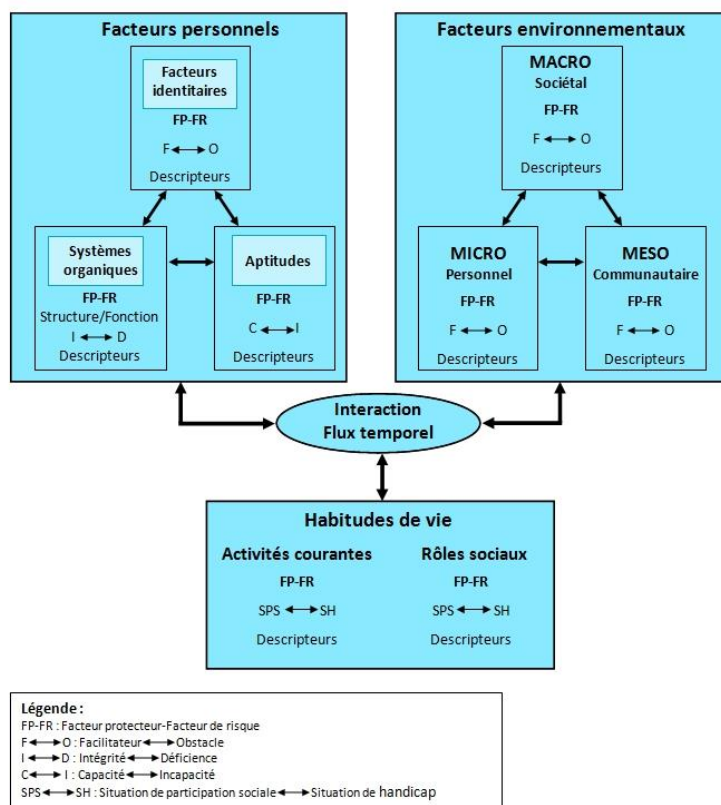 Facteurs personnels
Facteurs
identitaires
FP-FR
F ↔ O
Descripteurs
Systèmes
organiques
FP-FR
Structure/Fonction
I ↔ D
Descripteurs
Aptitudes
FP-FR
C ↔ I
Descripteurs
Facteurs environnementaux
MACRO
Sociétal
FP-FR
F ↔ O
Descripteurs
MICRO
Personnel
FP-FR
F ↔ O
Descripteurs
MESO
Communautaire
FP-FR
F ↔ O
Descripteurs
Interaction
Flux temporel
Habitudes de vie
Activités courantes
FP-FR
SPS ↔ SH
Descripteurs
Rôles sociaux
FP-FR
SPS ↔ SH
Descripteurs
Légende :
FP-FR : Facteur protecteur-Facteur de risque
F ↔ O : Facilitateur ↔ Obstacle
I ↔ D : Intégrité ↔ Déficience
C ↔ I : Capacité ↔ Incapacité
SPS ↔ SH : Situation de participation sociale ↔ Situation de handicap